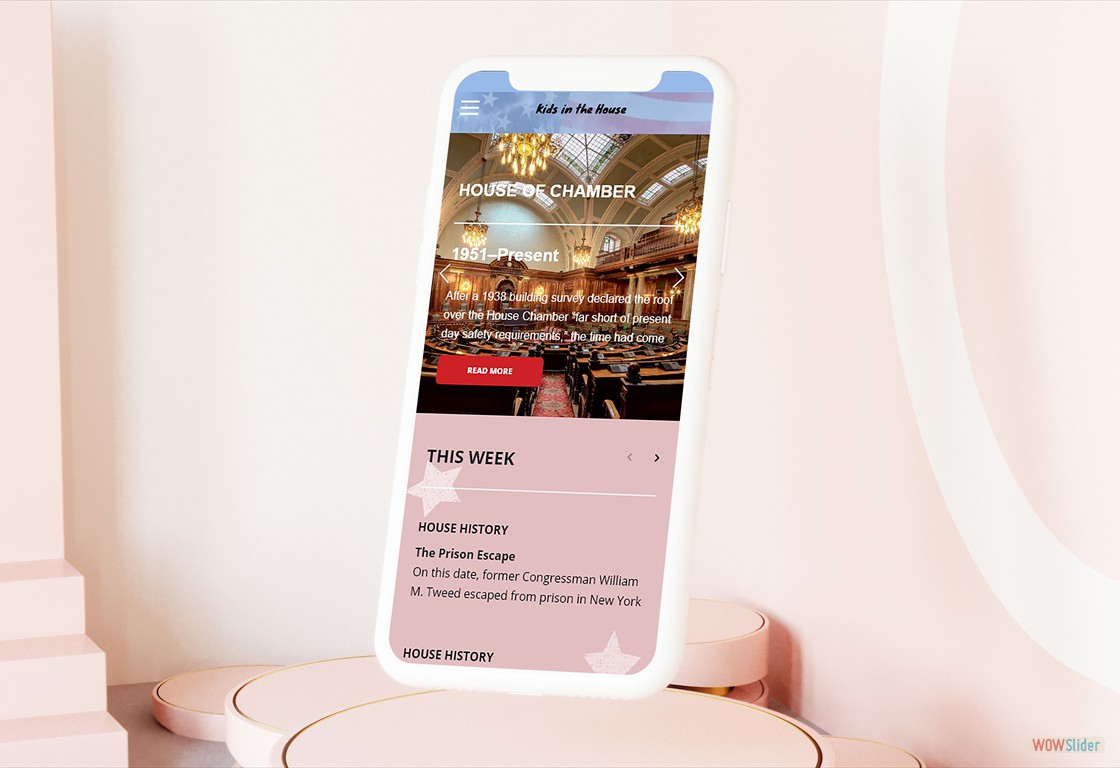 Kids in the House
HOUSE OF CHAMBER
1951–Present
After a 1938 building survey declared the roof
over the House Chamber "far short of present
day safety requirements," the time had come
READ MORE
THIS WEEK
HOUSE HISTORY
The Prison Escape
On this date, former Congressman William
M. Tweed escaped from prison in New York
HOUSE HISTORY
WOWSlider